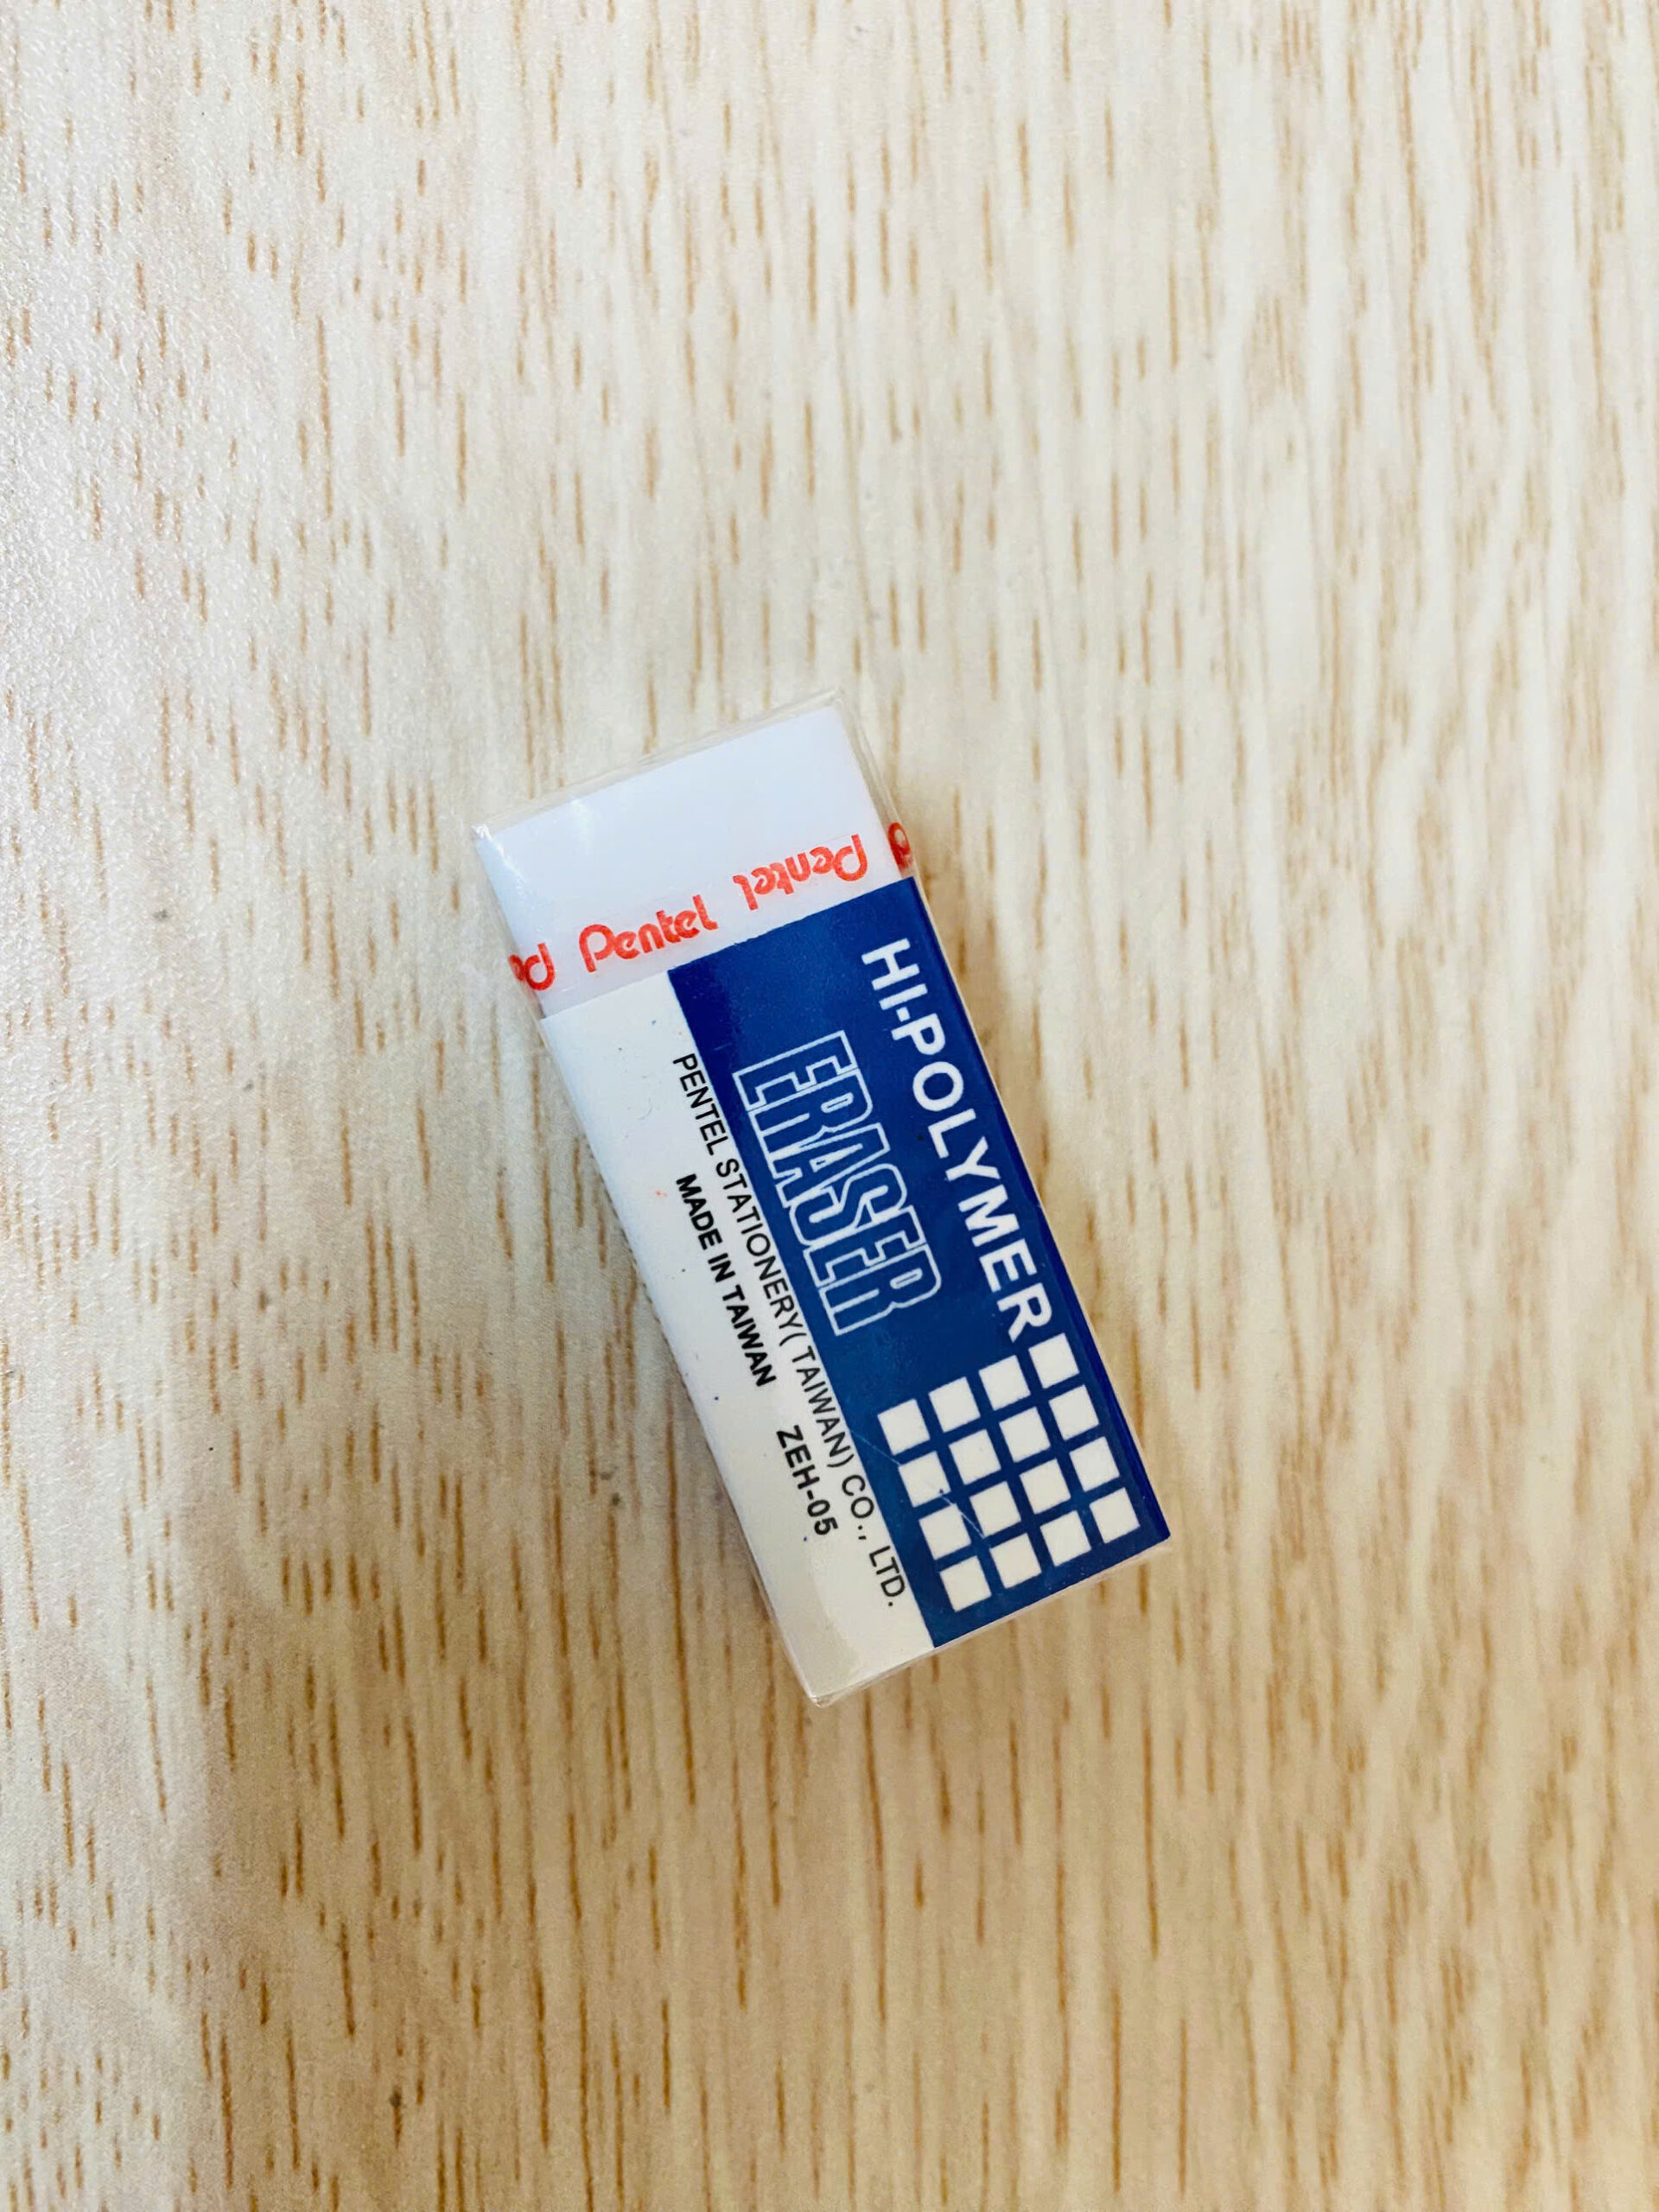 Pentel Pentel
HI-POLYMER
ERASER
PENTEL STATIONERY( TAIWAN) CO., LTD.
MADE IN TAIWAN ZEH-05